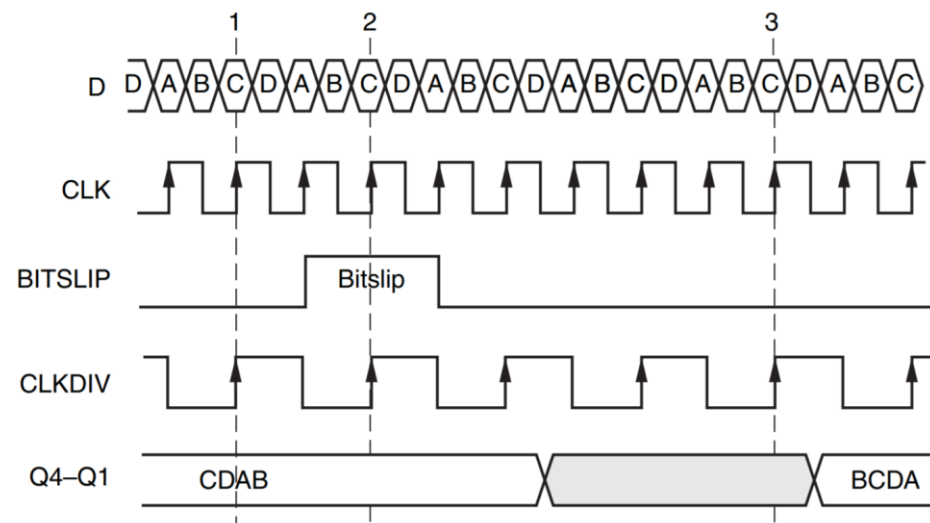 1 2 3
D D A B C D A B C D A B C D A B C D A B C D A B C
CLK
BITSLIP Bitslip
CLKDIV
Q4–Q1 CDAB BCDA